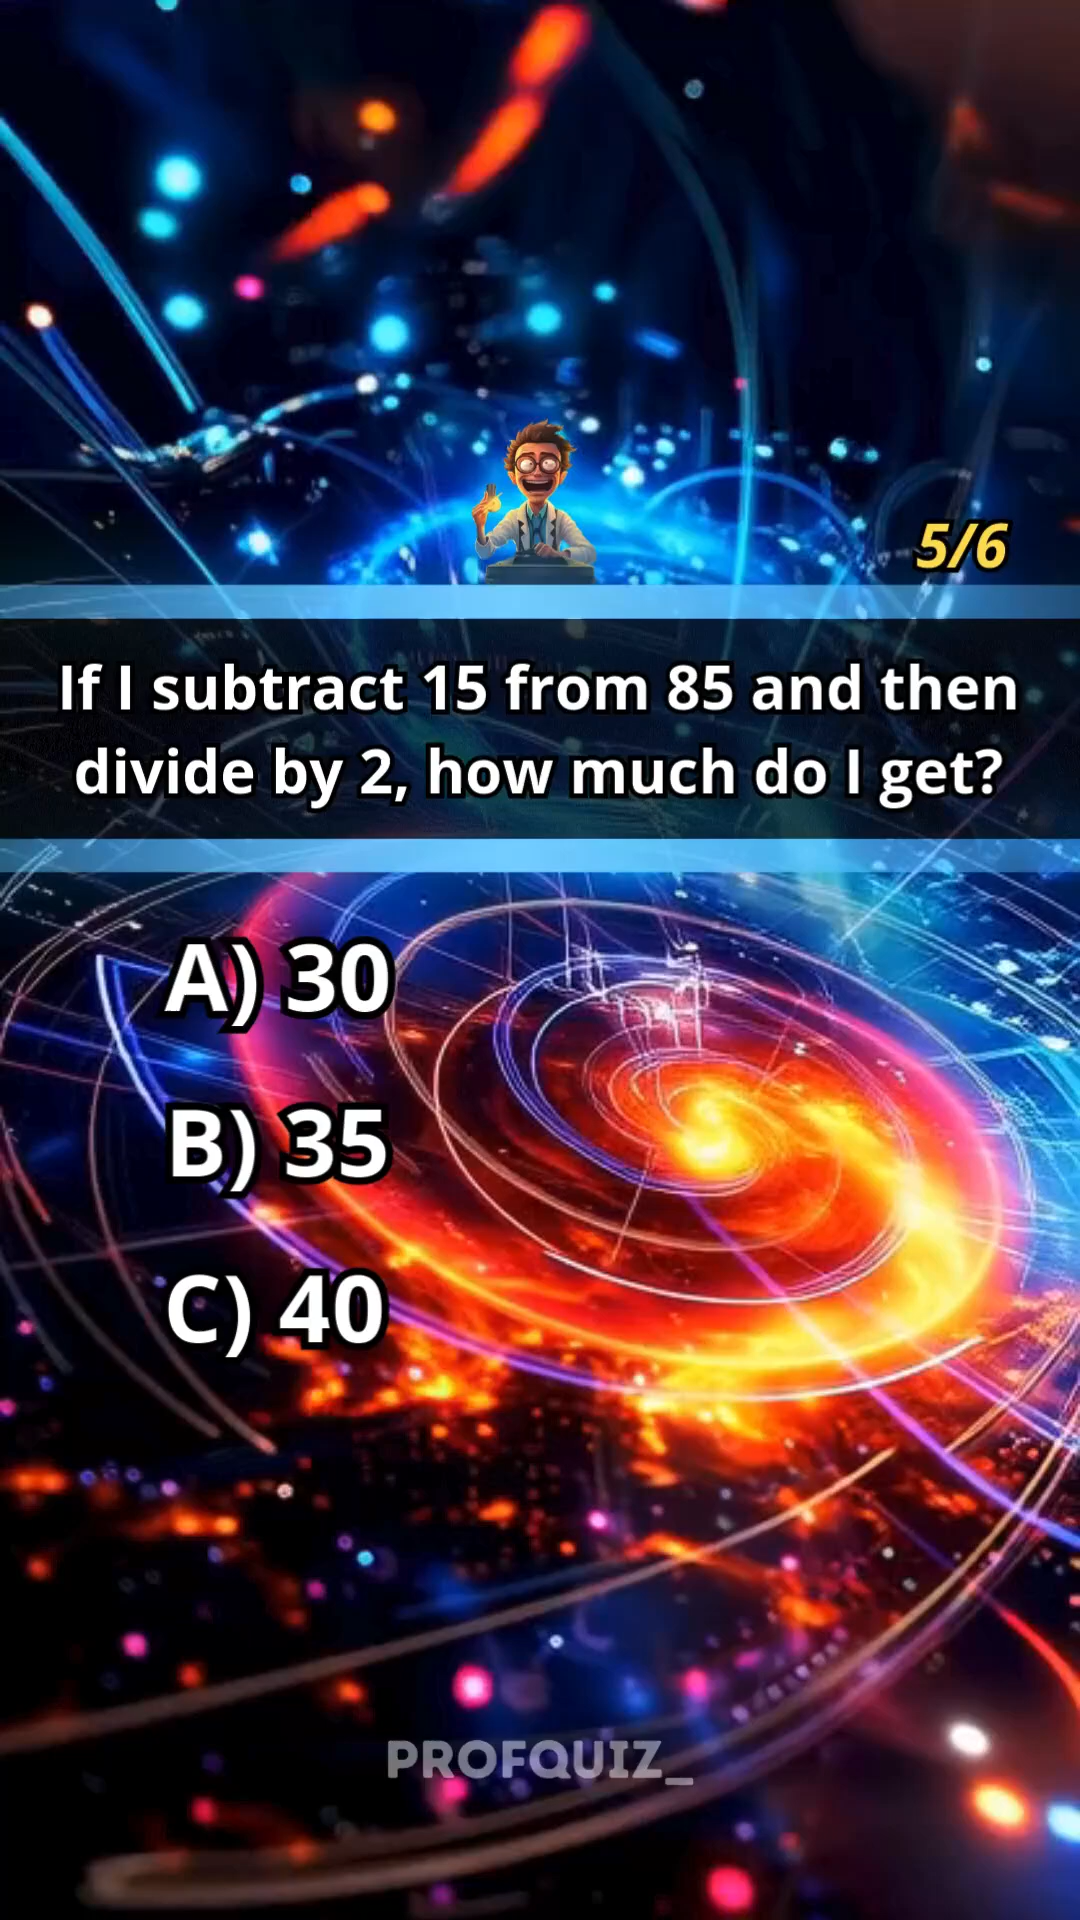 5/6
If I subtract 15 from 85 and then
divide by 2, how much do I get?
A) 30
B) 35
C) 40
PROFQUIZ_